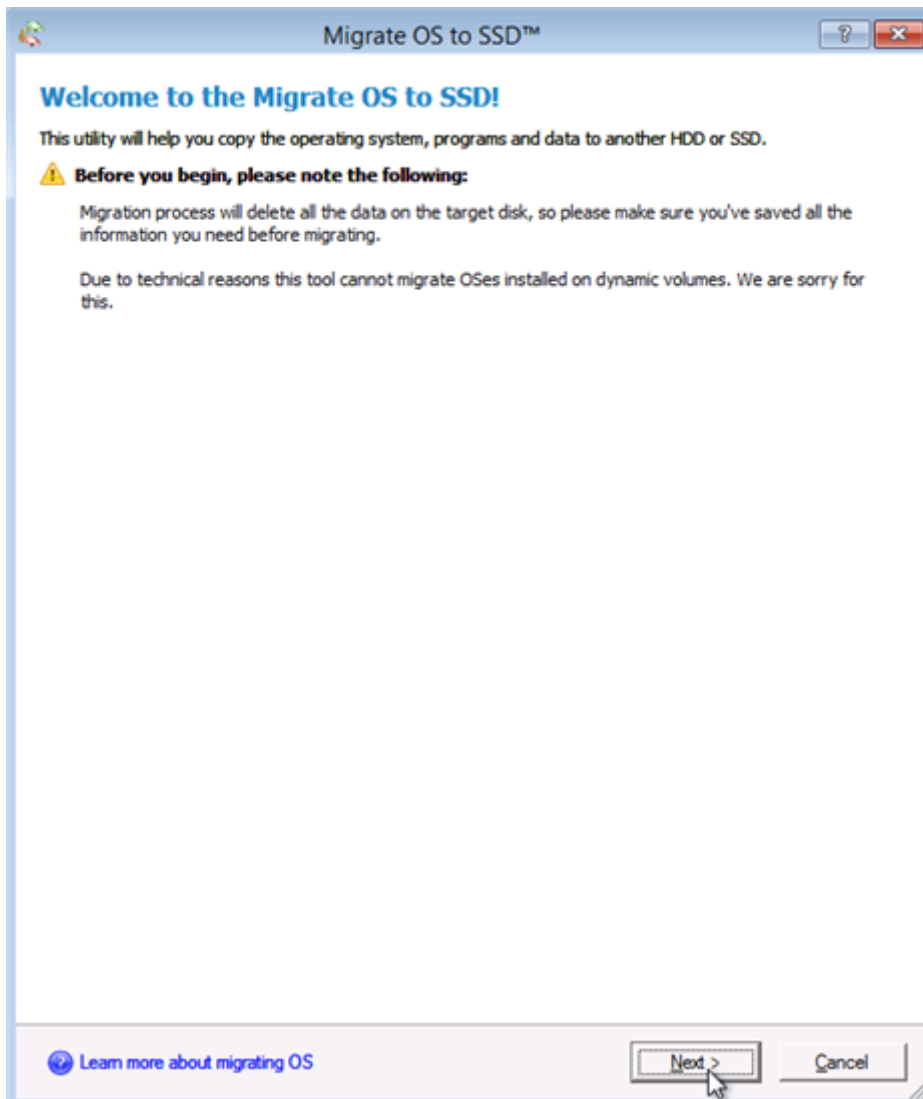 Migrate OS to SSD™
?
Welcome to the Migrate OS to SSD!
This utility will help you copy the operating system, programs and data to another HDD or SSD.
Before you begin, please note the following:
Migration process will delete all the data on the target disk, so please make sure you've saved all the
information you need before migrating.
Due to technical reasons this tool cannot migrate OSes installed on dynamic volumes. We are sorry for
this.
? Learn more about migrating OS
Next >
Cancel